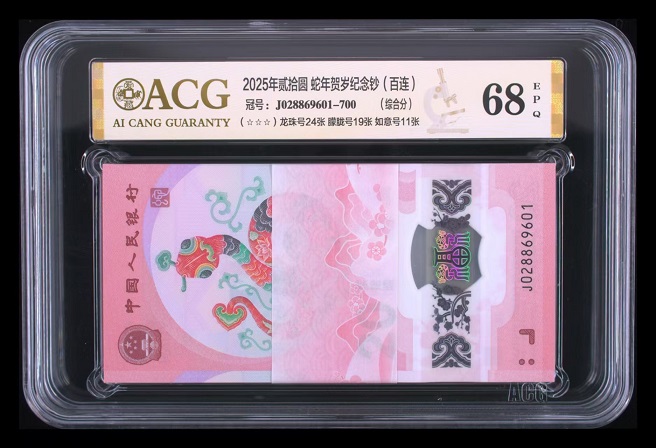 ACG
AI CANG GUARANTY
2025年贰拾圆 蛇年贺岁纪念钞（百连）
冠号：J028869601-700 （综合分）
（☆☆☆）龙珠号24张 朦胧号19张 如意号11张
68
EPQ
中国人民银行
J028869601
ACG